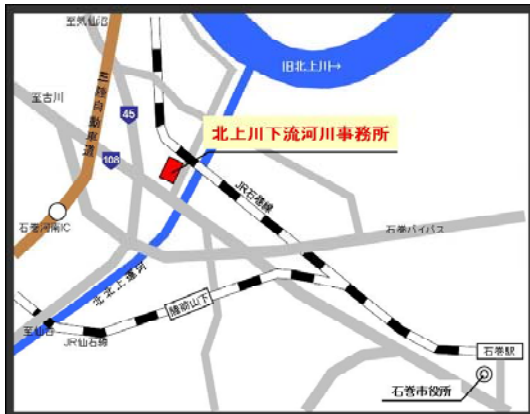 至気仙沼
旧北上川→
三陸自動車道
至古川
45
108
北上川下流河川事務所
JR石巻線
石巻河南IC
石巻バイパス
北北上運河
陸前山下
至仙台
JR仙石線
石巻駅
石巻市役所